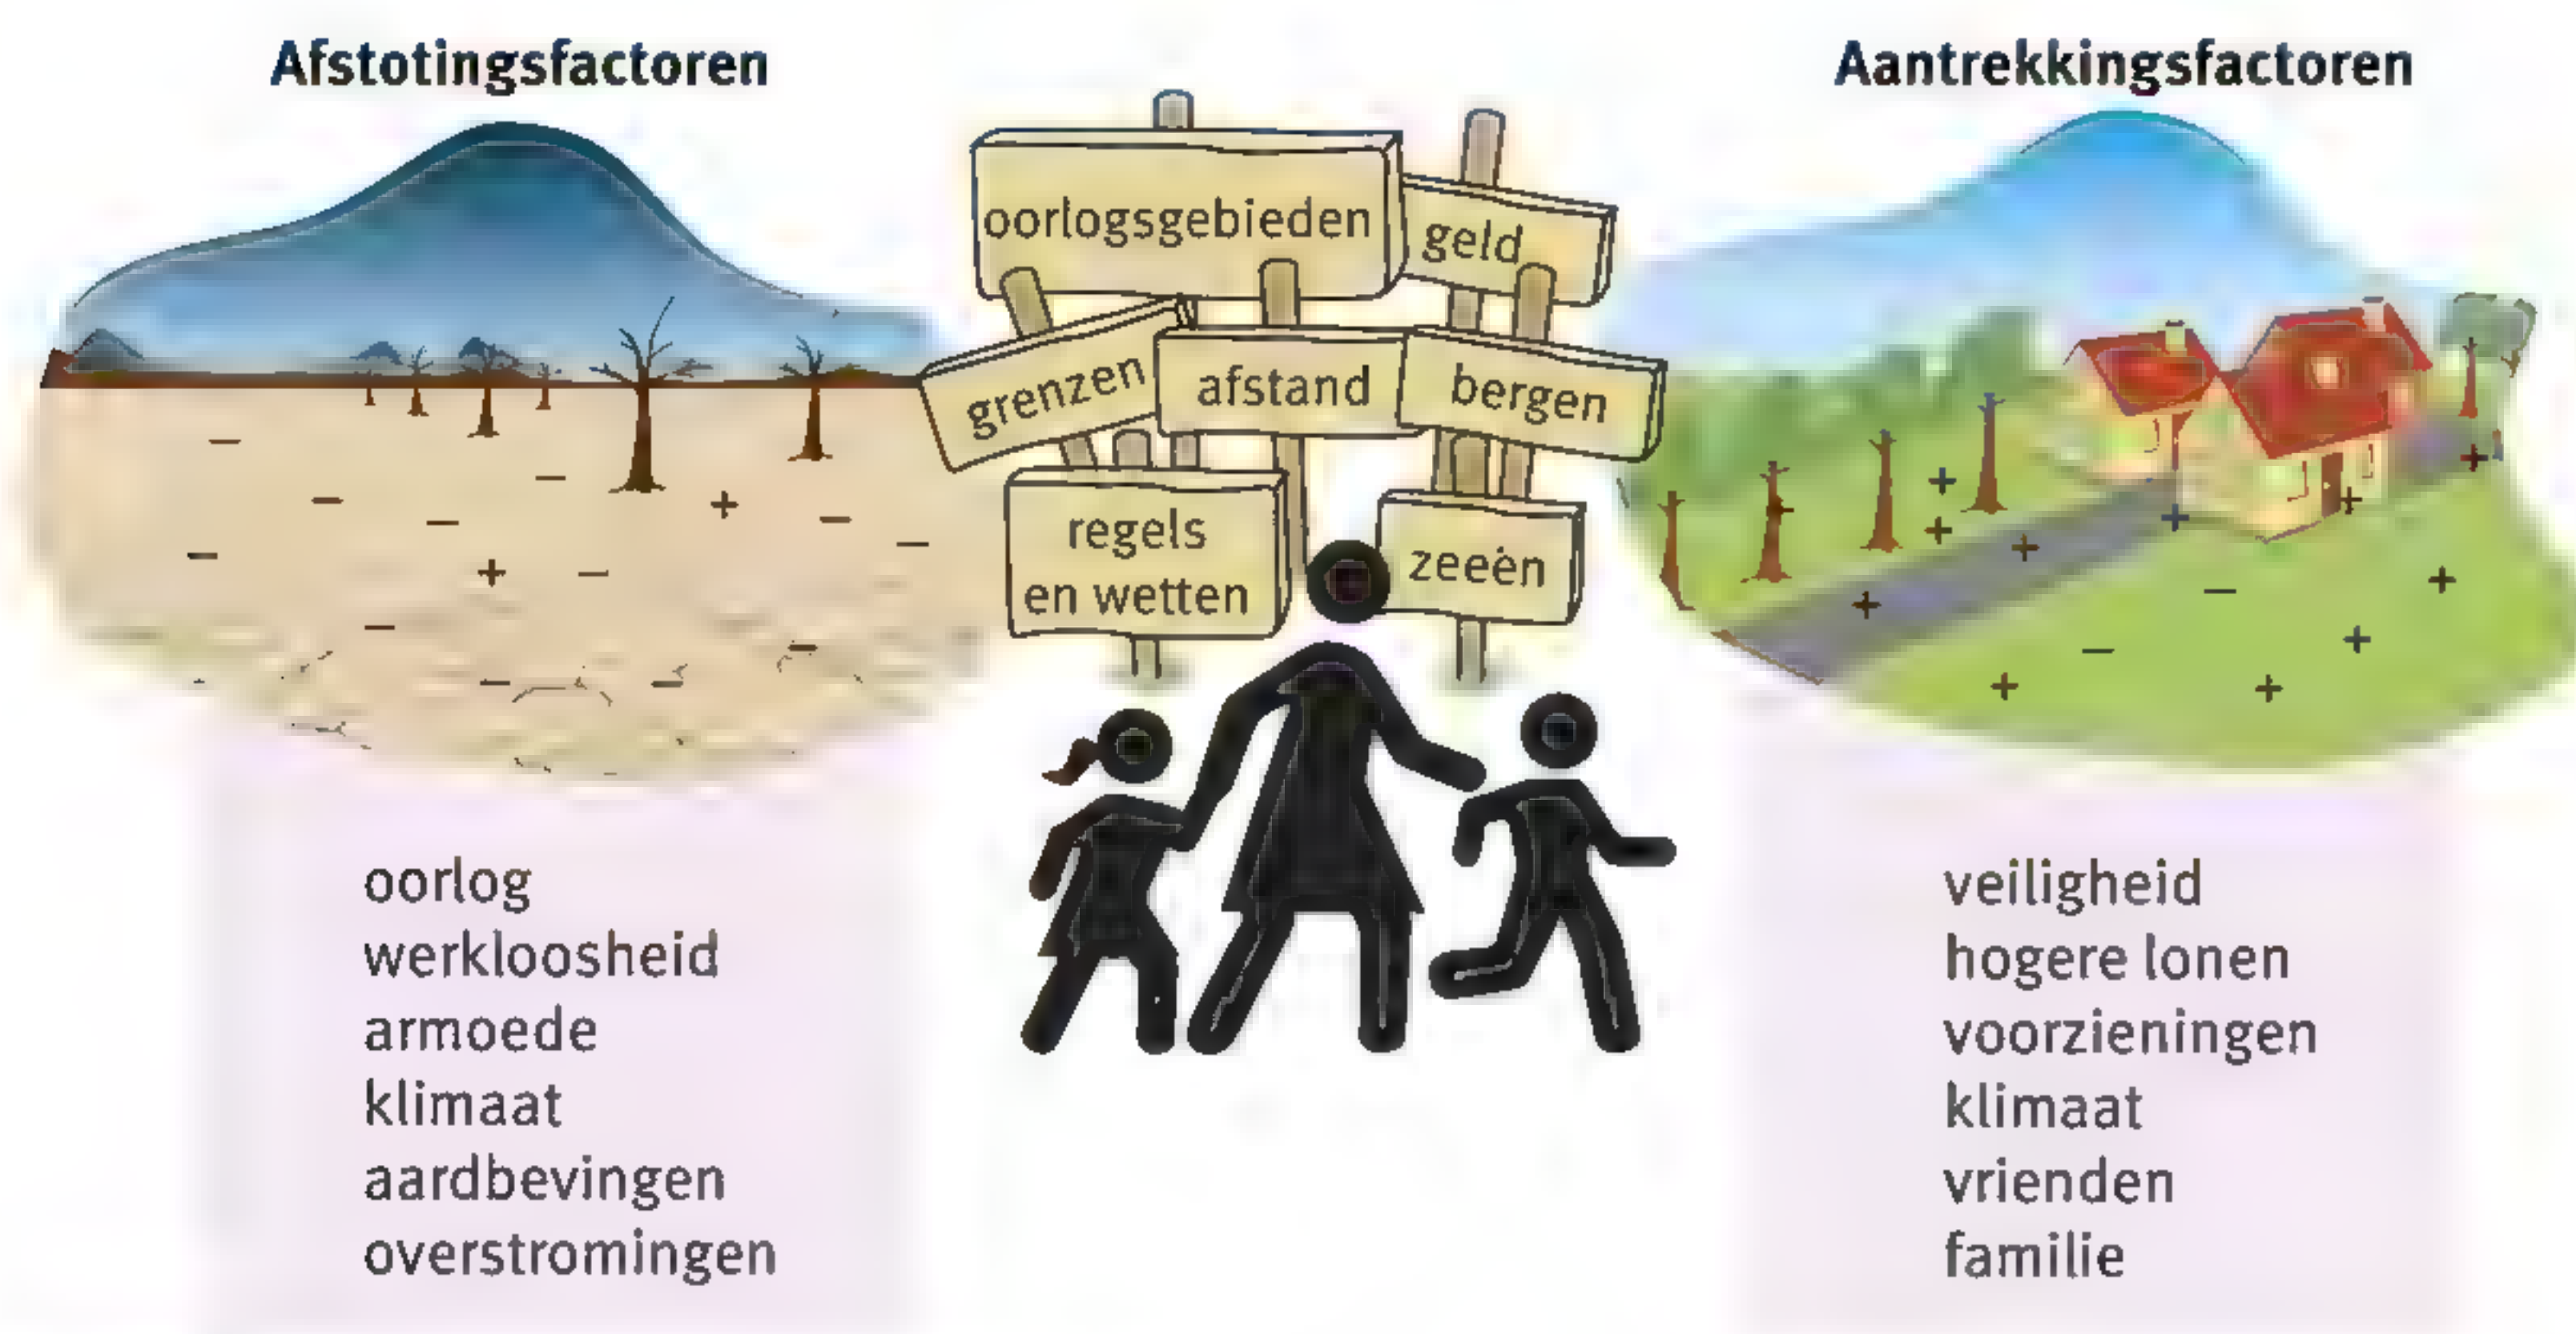 Afstotingsfactoren
Aantrekkingsfactoren
oorlogsgebieden
geld
grenzen
afstand
bergen
regels
en wetten
zeeën
oorlog
werkloosheid
armoede
klimaat
aardbevingen
overstromingen
veiligheid
hogere lonen
voorzieningen
klimaat
vrienden
familie